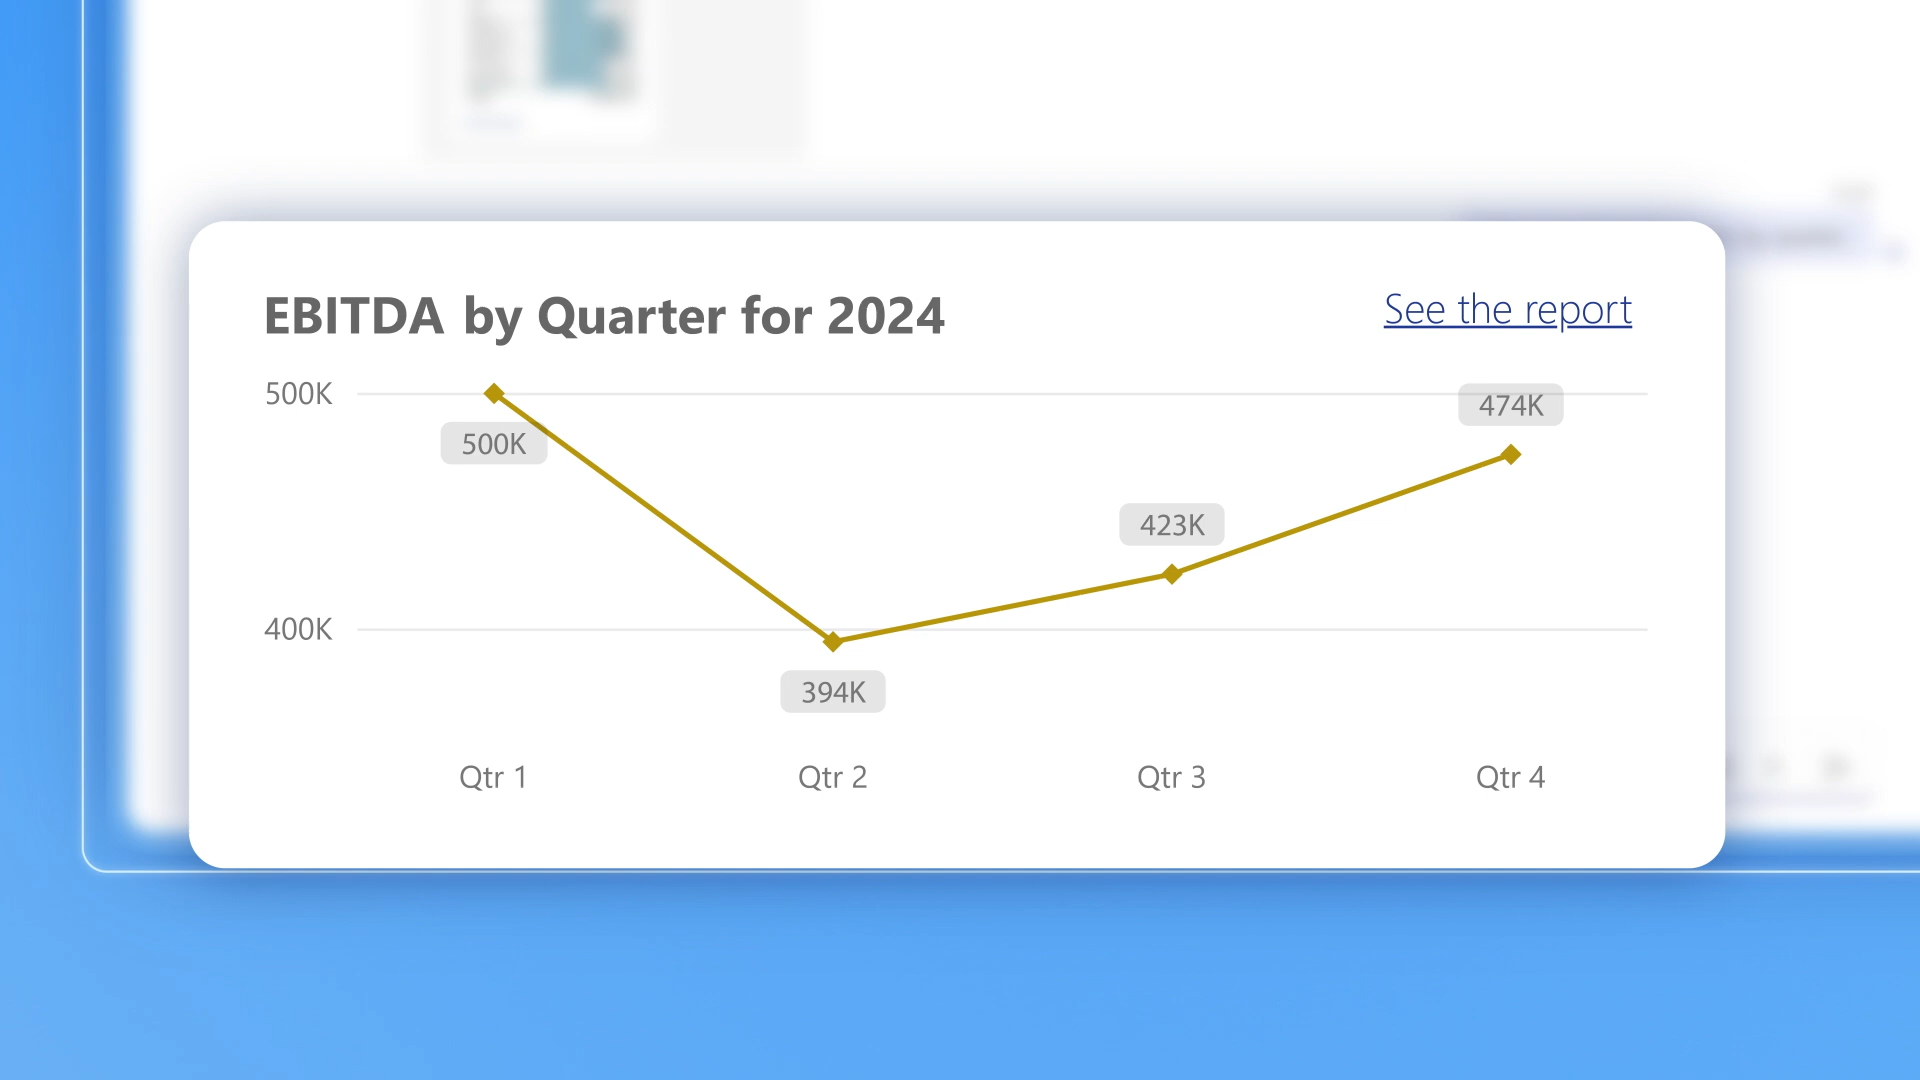 EBITDA by Quarter for 2024
See the report
500K
500K
474K
423K
400K
394K
Qtr 1
Qtr 2
Qtr 3
Qtr 4